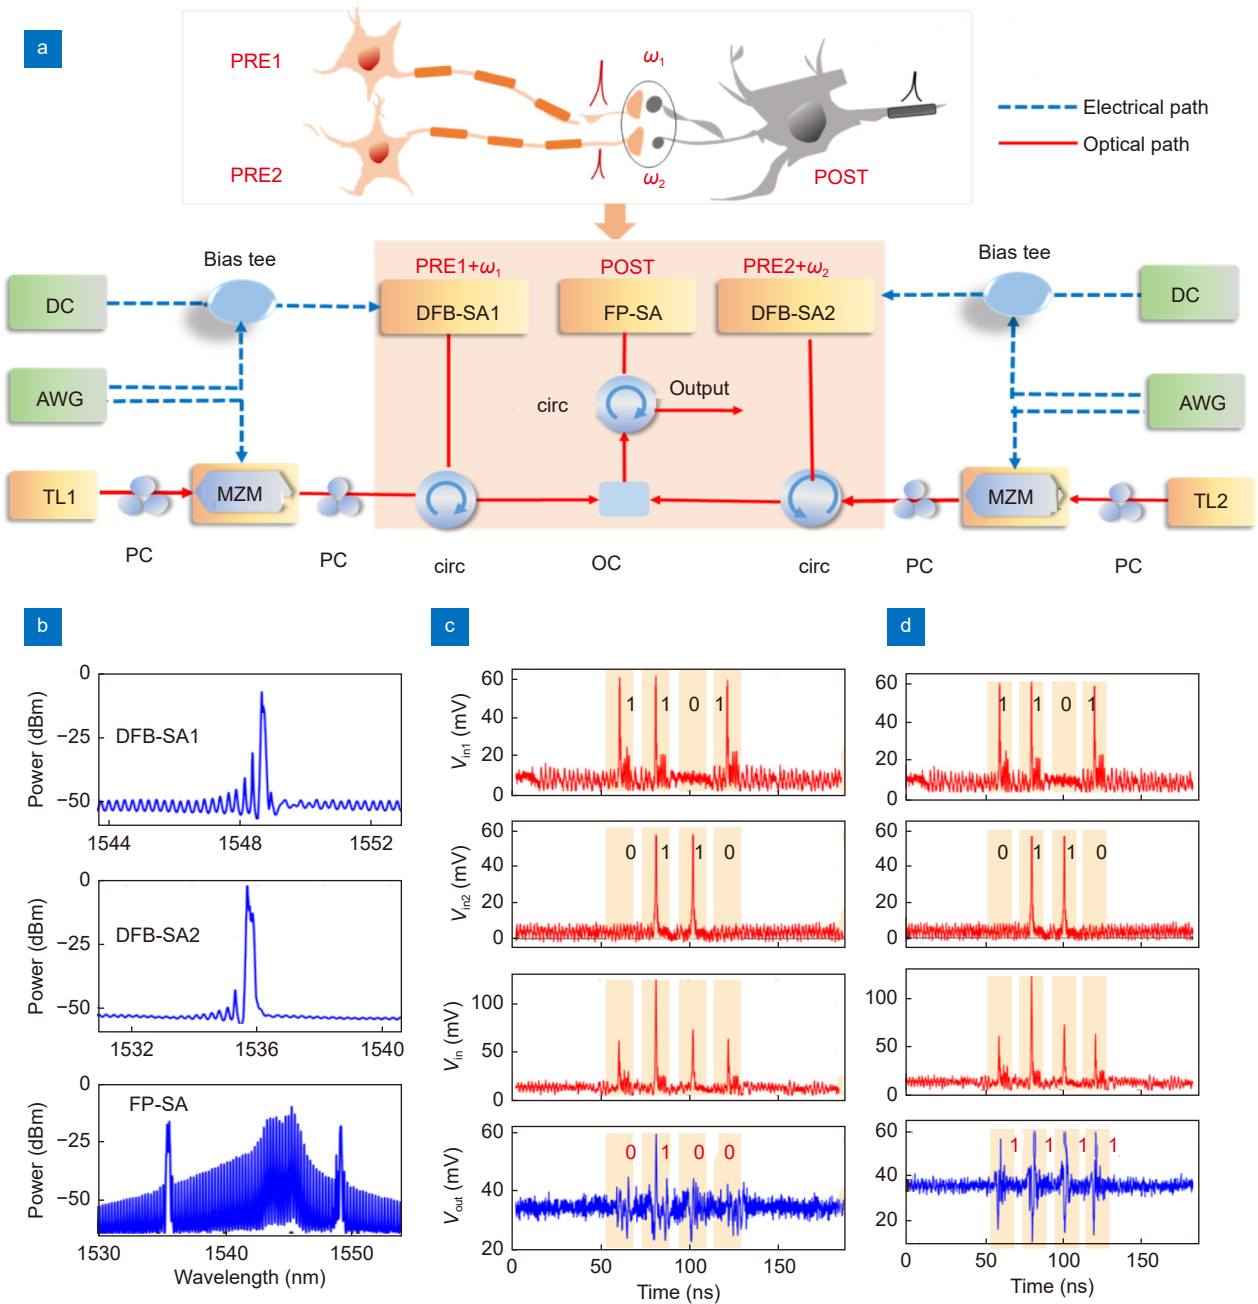 a
PRE1
PRE2
ω1
ω2
POST
Electrical path
Optical path
Bias tee
Bias tee
PRE1+ω1
POST
PRE2+ω2
DC
DFB-SA1
FP-SA
DFB-SA2
DC
AWG
circ
Output
AWG
TL1
MZM
MZM
TL2
PC
PC
circ
OC
circ
PC
PC
b
0
−25
−50
Power (dBm)
DFB-SA1
1544
1548
1552
0
−25
−50
Power (dBm)
DFB-SA2
1532
1536
1540
0
−25
−50
Power (dBm)
FP-SA
1530
1540
1550
Wavelength (nm)
c
60
40
20
0
Vin1 (mV)
1 1 0 1
60
40
20
0
Vin2 (mV)
0 1 1 0
100
50
0
Vin (mV)
60
40
20
Vout (mV)
0 1 0 0
0 50 100 150
Time (ns)
d
60
40
20
0
1 1 0 1
60
40
20
0
0 1 1 0
100
50
0
60
40
20
1 1 1 1
0 50 100 150
Time (ns)